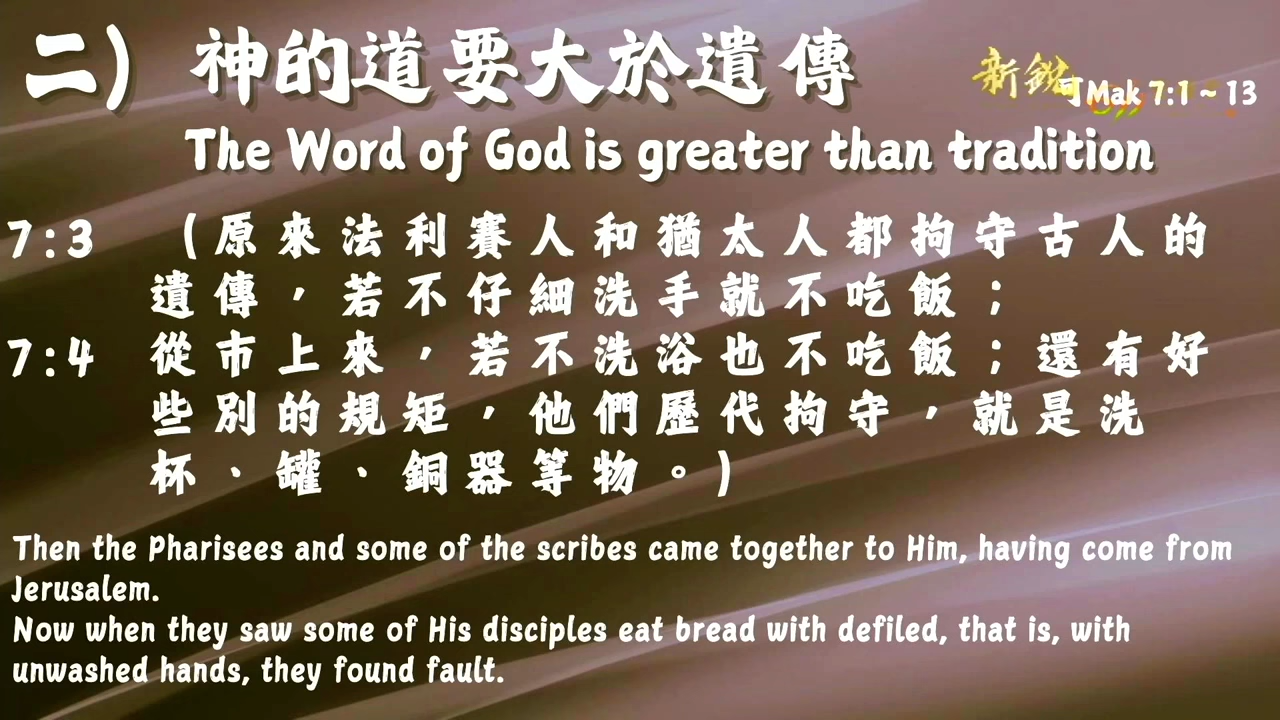 二) 神的道要大於遺傳
新銳
可Mak 7:1 ~ 13
The Word of God is greater than tradition
7:3 (原來法利賽人和猶太人都拘守古人的
遺傳，若不仔細洗手就不吃飯；
7:4 從市上來，若不洗浴也不吃飯；還有好
些別的規矩，他們歷代拘守，就是洗
杯、罐、銅器等物。)
Then the Pharisees and some of the scribes came together to Him, having come from
Jerusalem.
Now when they saw some of His disciples eat bread with defiled, that is, with
unwashed hands, they found fault.